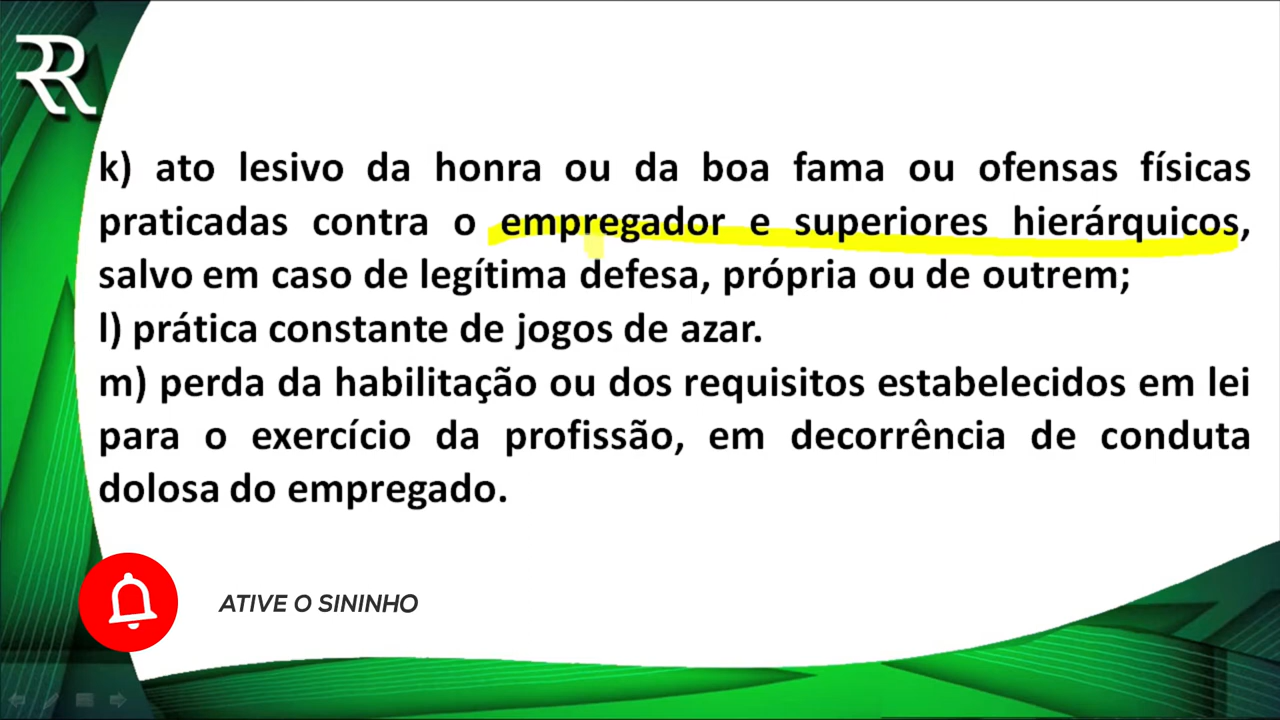 RR
k) ato lesivo da honra ou da boa fama ou ofensas físicas
praticadas contra o empregador e superiores hierárquicos,
salvo em caso de legítima defesa, própria ou de outrem;
l) prática constante de jogos de azar.
m) perda da habilitação ou dos requisitos estabelecidos em lei
para o exercício da profissão, em decorrência de conduta
dolosa do empregado.
ATIVE O SININHO